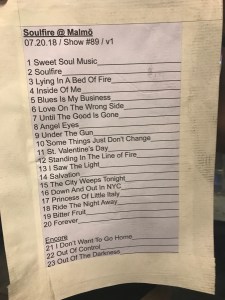 Soulfire @ Malmö
07.20.18 / Show #89 / v1
1 Sweet Soul Music
2 Soulfire
3 Lying In A Bed Of Fire
4 Inside Of Me
5 Blues Is My Business
6 Love On The Wrong Side
7 Until The Good Is Gone
8 Angel Eyes
9 Under The Gun
10 Some Things Just Don't Change
11 St. Valentine's Day
12 Standing In The Line of Fire
13 I Saw The Light
14 Salvation
15 The City Weeps Tonight
16 Down And Out In NYC
17 Princess Of Little Italy
18 Ride The Night Away
19 Bitter Fruit
20 Forever
Encore
21 I Don't Want To Go Home
22 Out Of Control
23 Out Of The Darkness